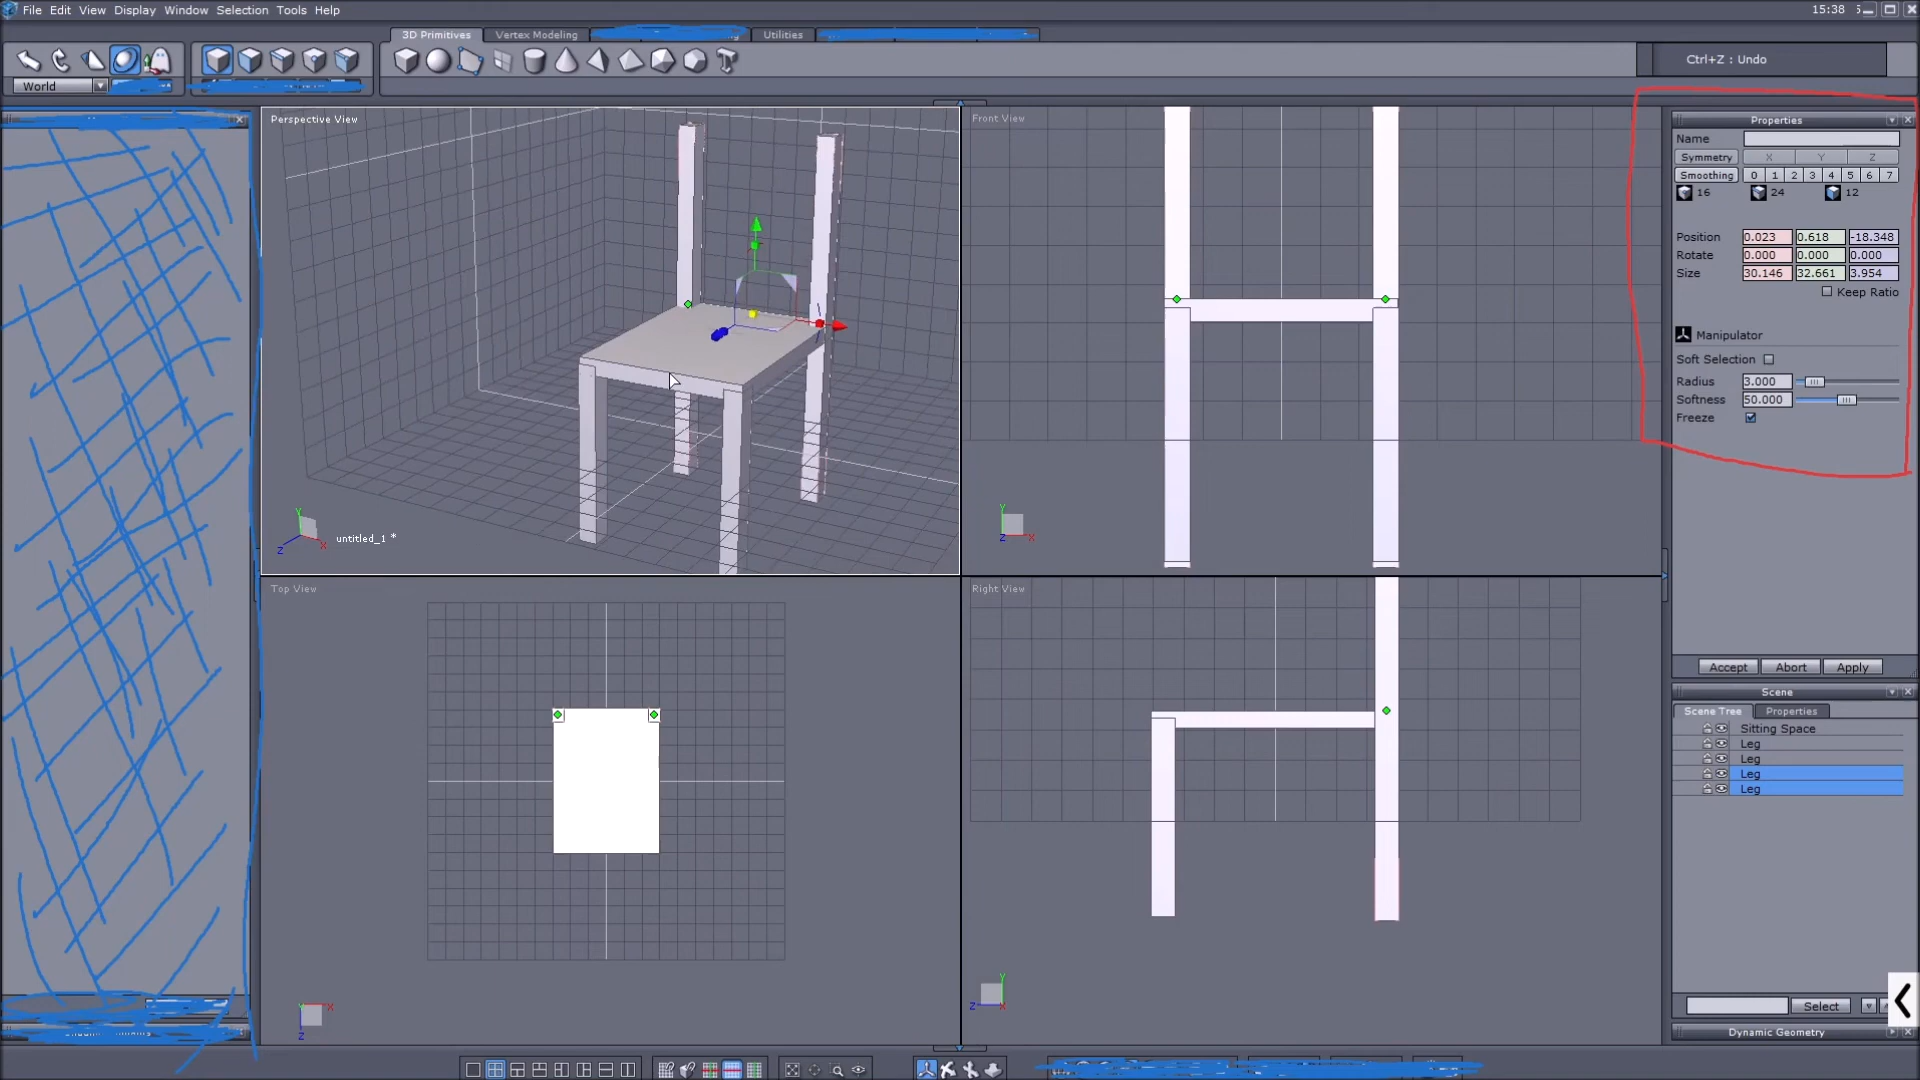 File Edit View Display Window Selection Tools Help
15:38
3D Primitives Vertex Modeling Utilities
Ctrl+Z : Undo
World
Perspective View
Front View
Properties
Name
Symmetry X Y Z
Smoothing 0 1 2 3 4 5 6 7
16 24 12
Position 0.023 0.618 -18.348
Rotate 0.000 0.000 0.000
Size 30.146 32.661 3.954
Keep Ratio
Manipulator
Soft Selection
Radius 3.000
Softness 50.000
Freeze
Y
Z X
untitled_1 *
Y
Z X
Top View
Right View
Accept Abort Apply
Scene
Scene Tree Properties
Sitting Space
Leg
Leg
Leg
Leg
Y X
Z
Y
Z X
Select
Dynamic Geometry